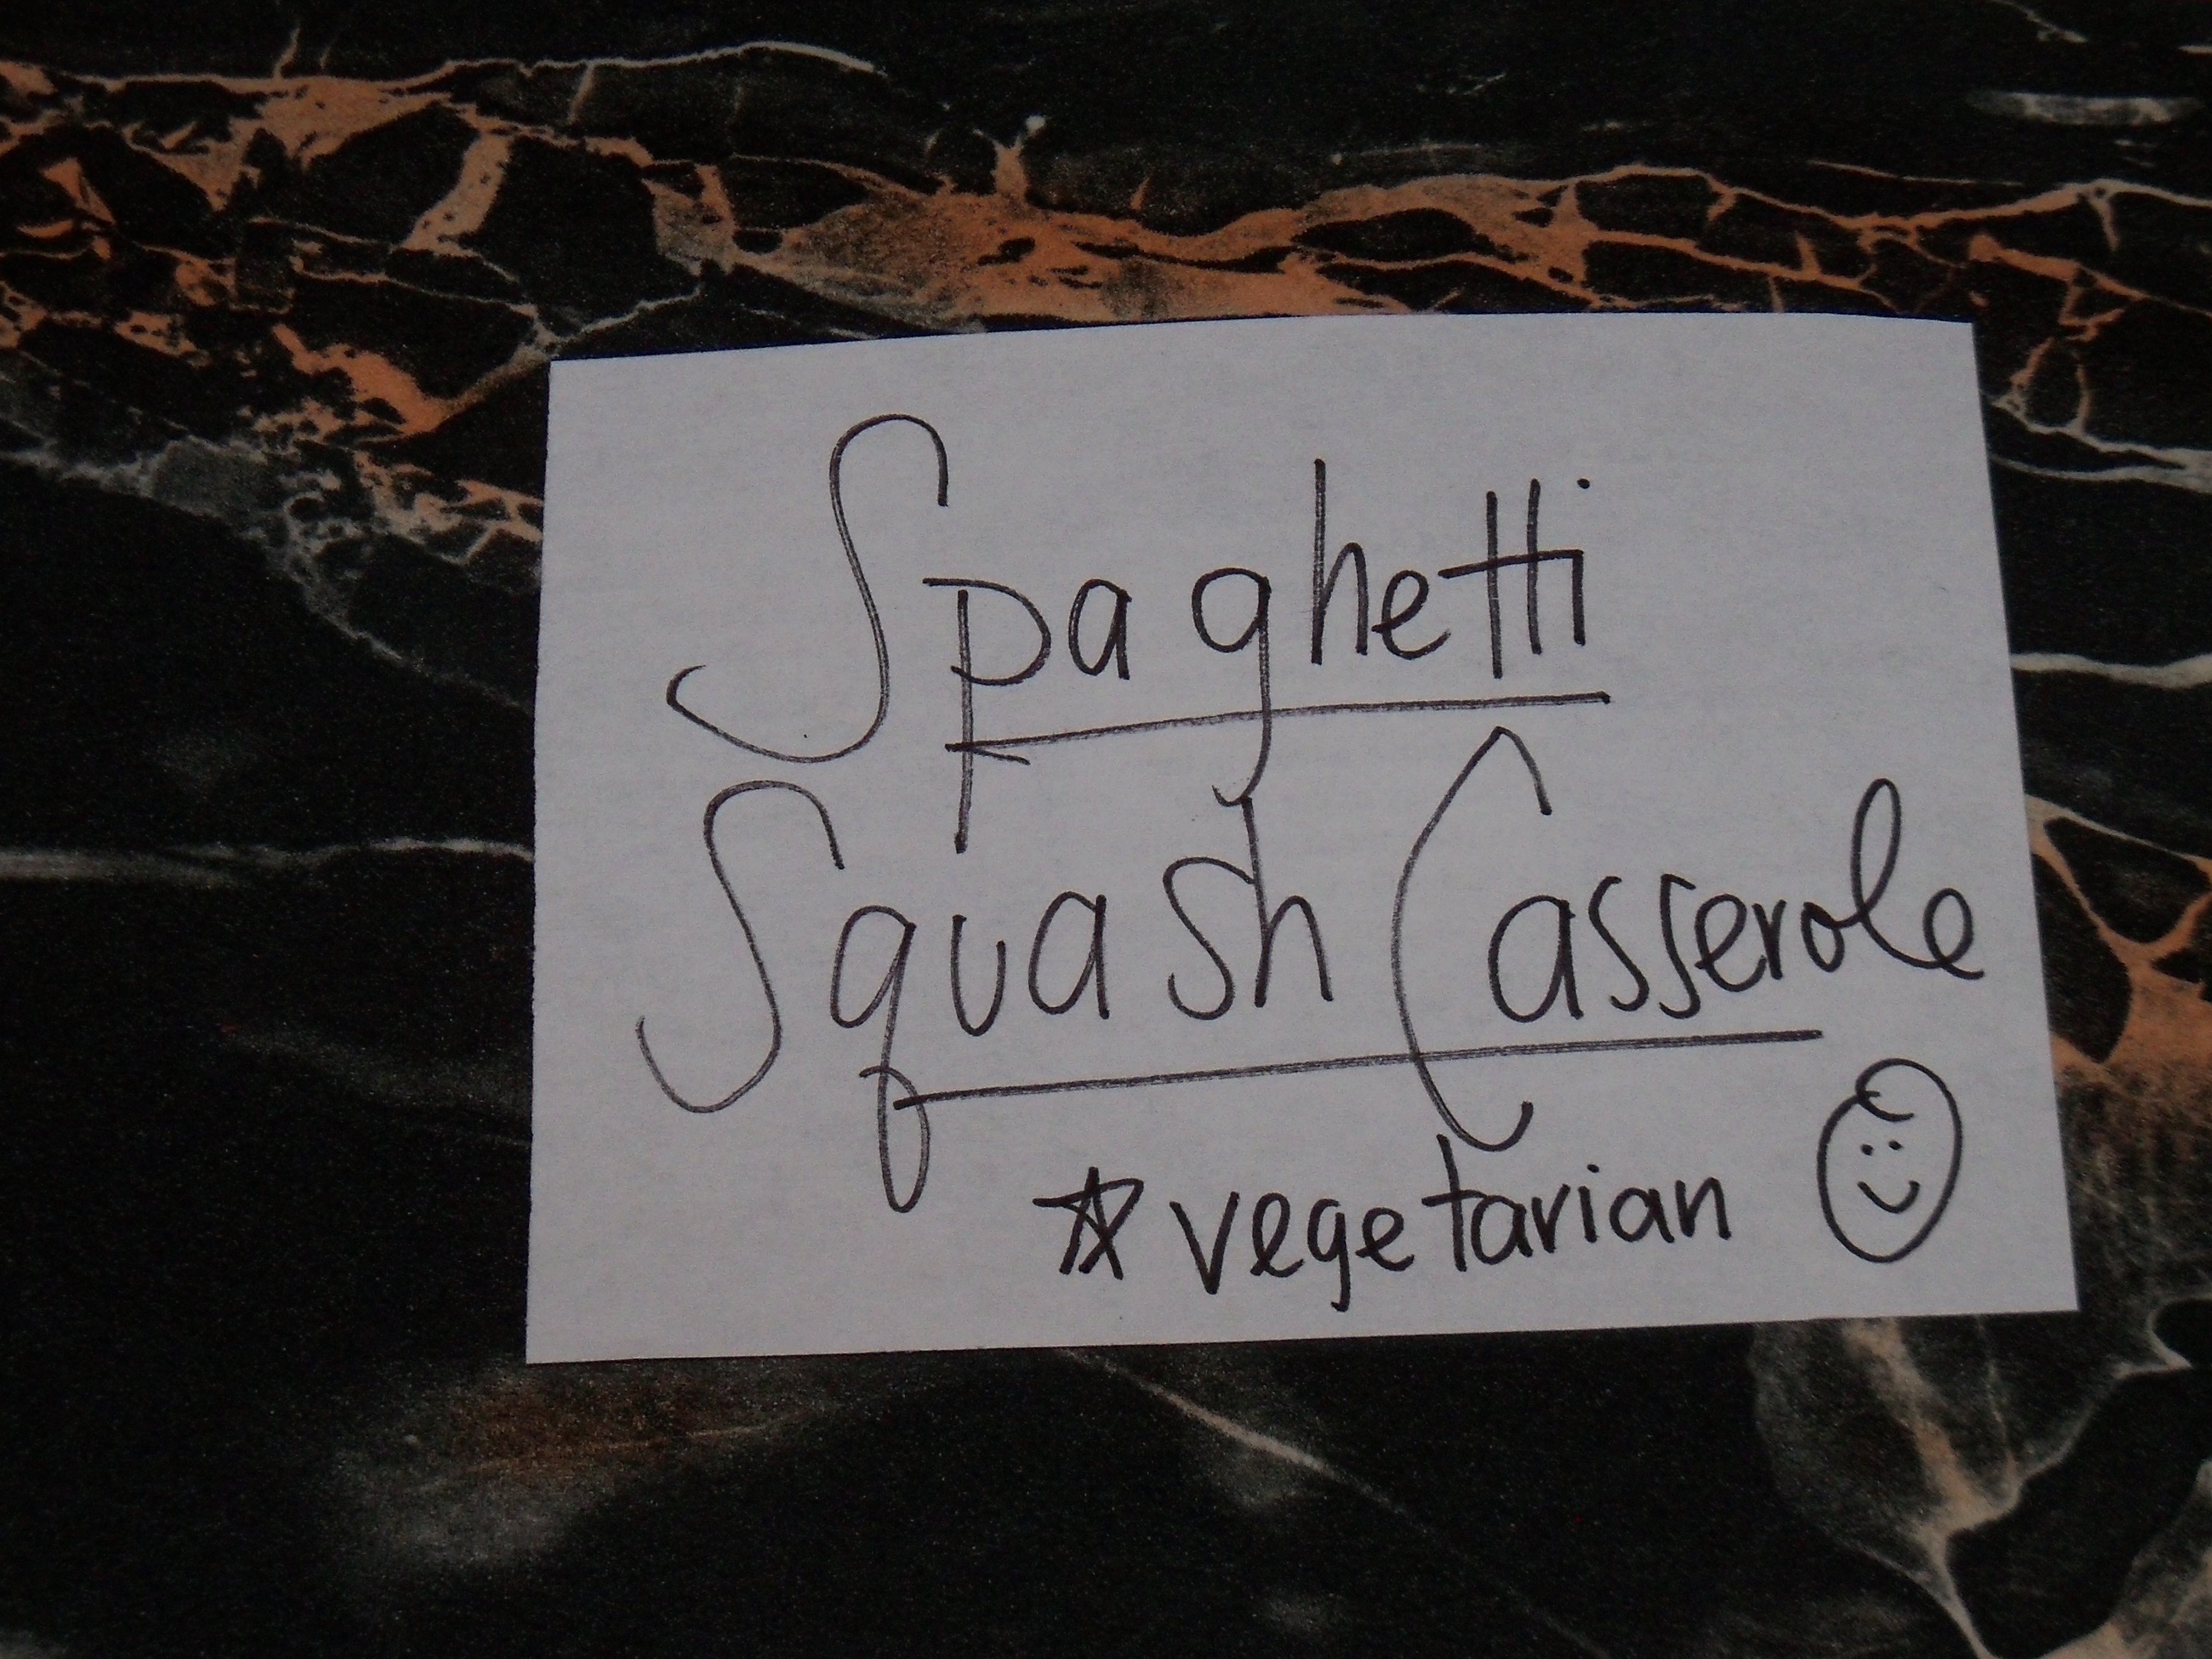 Spaghetti
Squash Casserole
☆ vegetarian